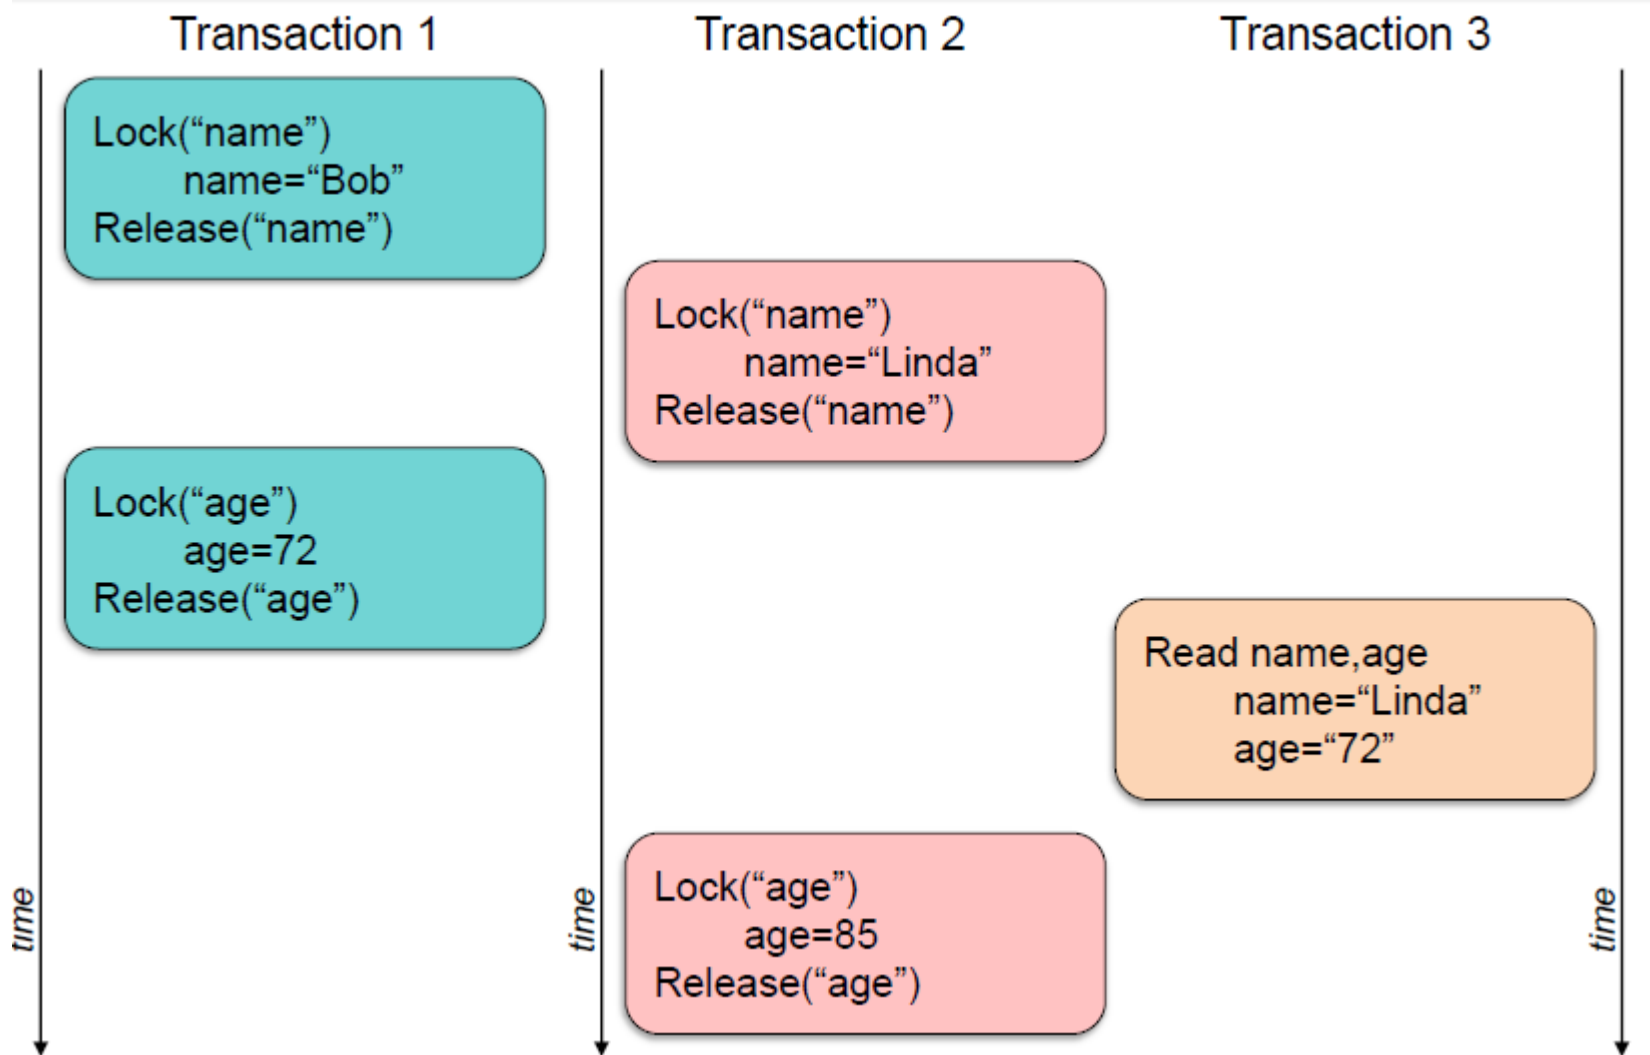 Transaction 1
Transaction 2
Transaction 3
Lock(“name”)
name=“Bob”
Release(“name”)
Lock(“name”)
name=“Linda”
Release(“name”)
Lock(“age”)
age=72
Release(“age”)
Read name,age
name=“Linda”
age=“72”
Lock(“age”)
age=85
Release(“age”)
time
time
time